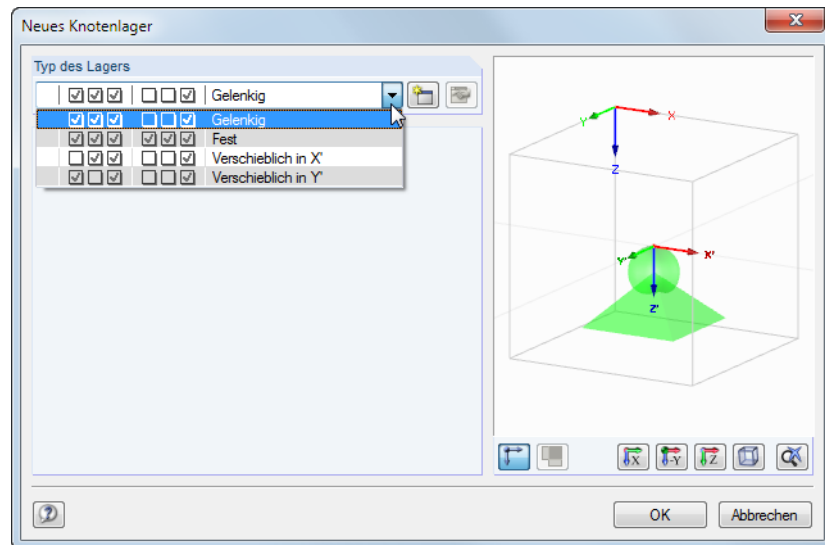 Neues Knotenlager
Typ des Lagers
Gelenkig
Gelenkig
Fest
Verschieblich in X'
Verschieblich in Y'
Y X
Z
Y' X'
Z'
X -Y Z
OK Abbrechen